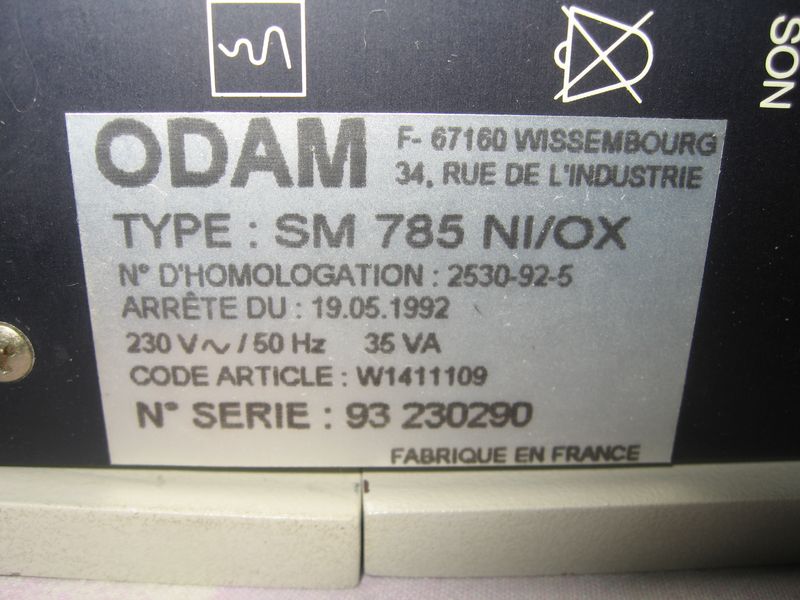 SON
ODAM
F- 67160 WISSEMBOURG
34, RUE DE L'INDUSTRIE
TYPE : SM 785 NI/OX
N° D'HOMOLOGATION : 2530-92-5
ARRÊTE DU : 19.05.1992
230 V~ / 50 Hz 35 VA
CODE ARTICLE : W1411109
N° SERIE : 93 230290
FABRIQUE EN FRANCE